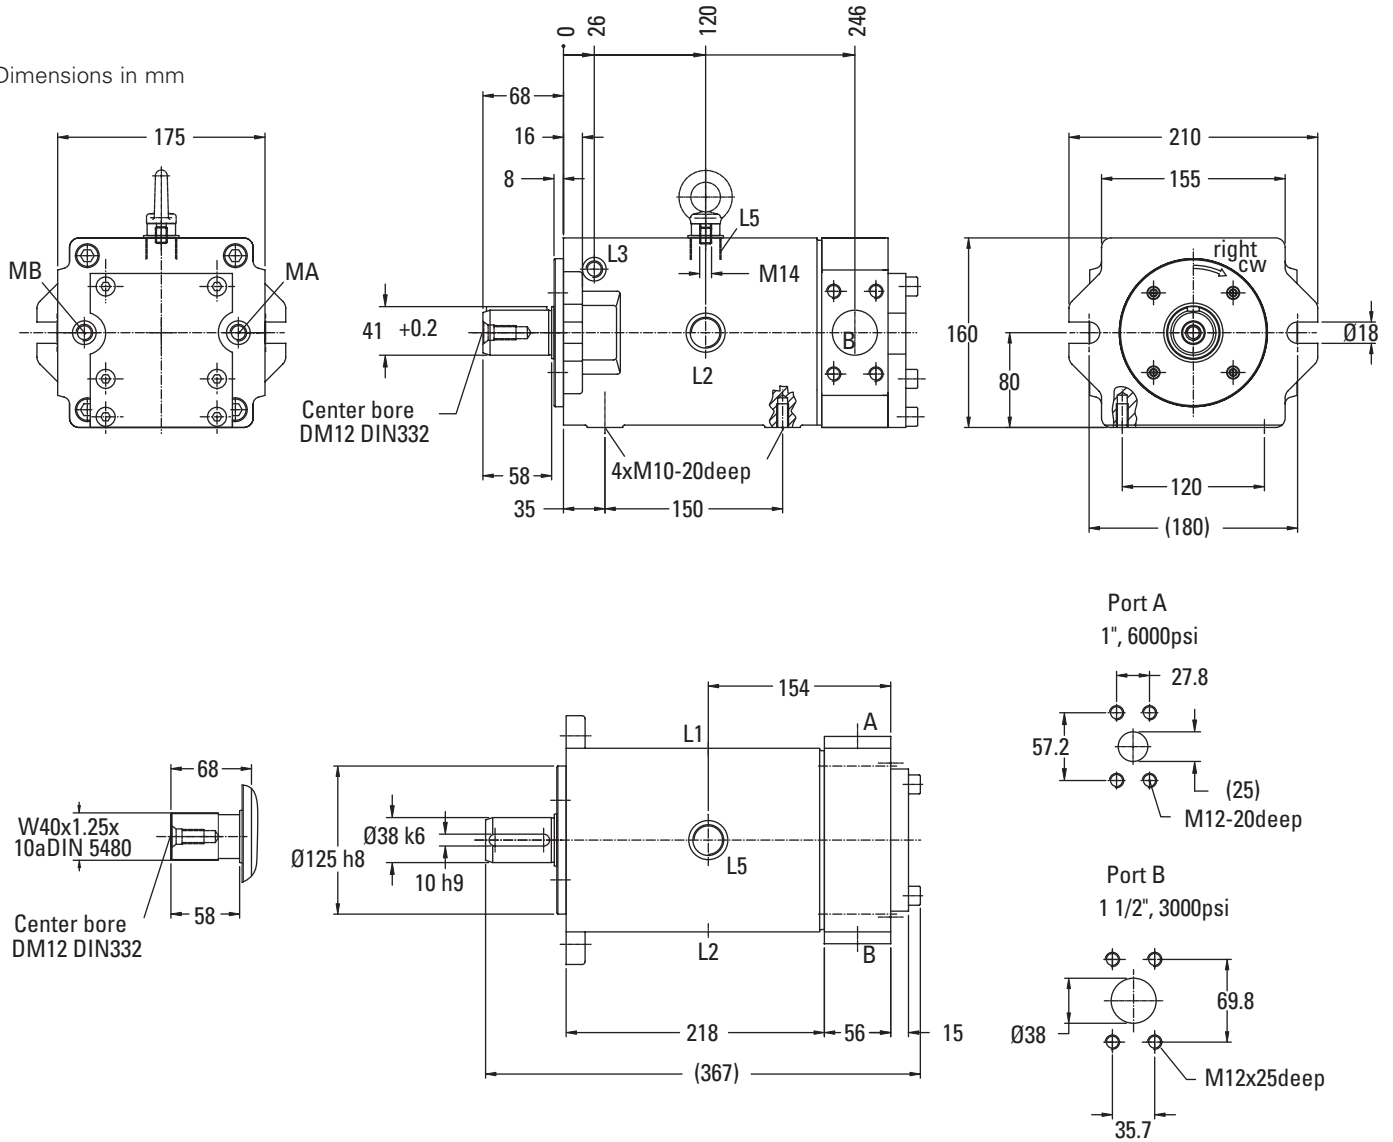 0
26
120
246
Dimensions in mm
68
175
16
210
8
155
L5
L3
right
cw
MB
MA
M14
41 +0.2
B
160
Ø18
L2
80
Center bore
DM12 DIN332
58
4xM10-20deep
120
35
150
(180)
Port A
1", 6000psi
27.8
154
A
L1
57.2
68
(25)
W40x1.25x
10aDIN 5480
Ø38 k6
M12-20deep
Ø125 h8
L5
10 h9
Port B
58
1 1/2", 3000psi
Center bore
DM12 DIN332
L2
B
69.8
218
56
15
Ø38
(367)
M12x25deep
35.7